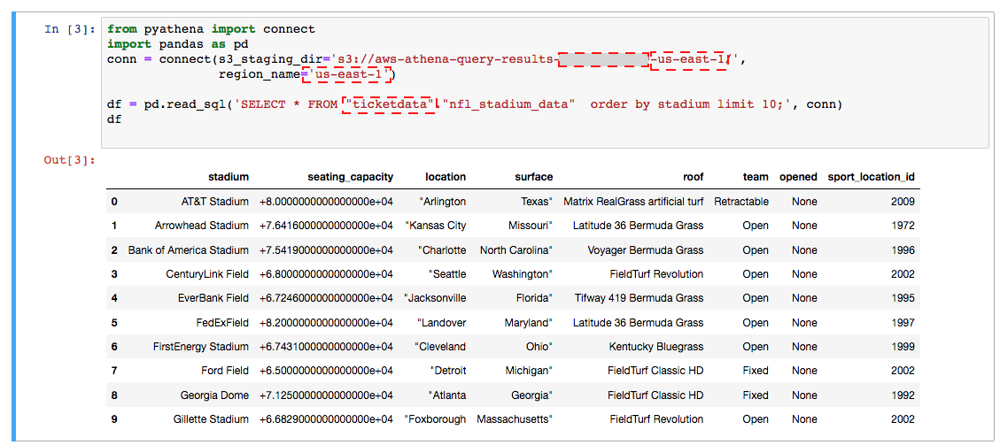 In [3]: from pyathena import connect
import pandas as pd
conn = connect(s3_staging_dir='s3://aws-athena-query-results- -us-east-1/',
region_name='us-east-1')
df = pd.read_sql('SELECT * FROM "ticketdata"."nfl_stadium_data"  order by stadium limit 10;', conn)
df
Out[3]:
stadium seating_capacity location surface roof team opened sport_location_id
0 AT&T Stadium +8.0000000000000000e+04 "Arlington Texas" Matrix RealGrass artificial turf Retractable None 2009
1 Arrowhead Stadium +7.6416000000000000e+04 "Kansas City Missouri" Latitude 36 Bermuda Grass Open None 1972
2 Bank of America Stadium +7.5419000000000000e+04 "Charlotte North Carolina" Voyager Bermuda Grass Open None 1996
3 CenturyLink Field +6.8000000000000000e+04 "Seattle Washington" FieldTurf Revolution Open None 2002
4 EverBank Field +6.7246000000000000e+04 "Jacksonville Florida" Tifway 419 Bermuda Grass Open None 1995
5 FedExField +8.2000000000000000e+04 "Landover Maryland" Latitude 36 Bermuda Grass Open None 1997
6 FirstEnergy Stadium +6.7431000000000000e+04 "Cleveland Ohio" Kentucky Bluegrass Open None 1999
7 Ford Field +6.5000000000000000e+04 "Detroit Michigan" FieldTurf Classic HD Fixed None 2002
8 Georgia Dome +7.1250000000000000e+04 "Atlanta Georgia" FieldTurf Classic HD Fixed None 1992
9 Gillette Stadium +6.6829000000000000e+04 "Foxborough Massachusetts" FieldTurf Revolution Open None 2002